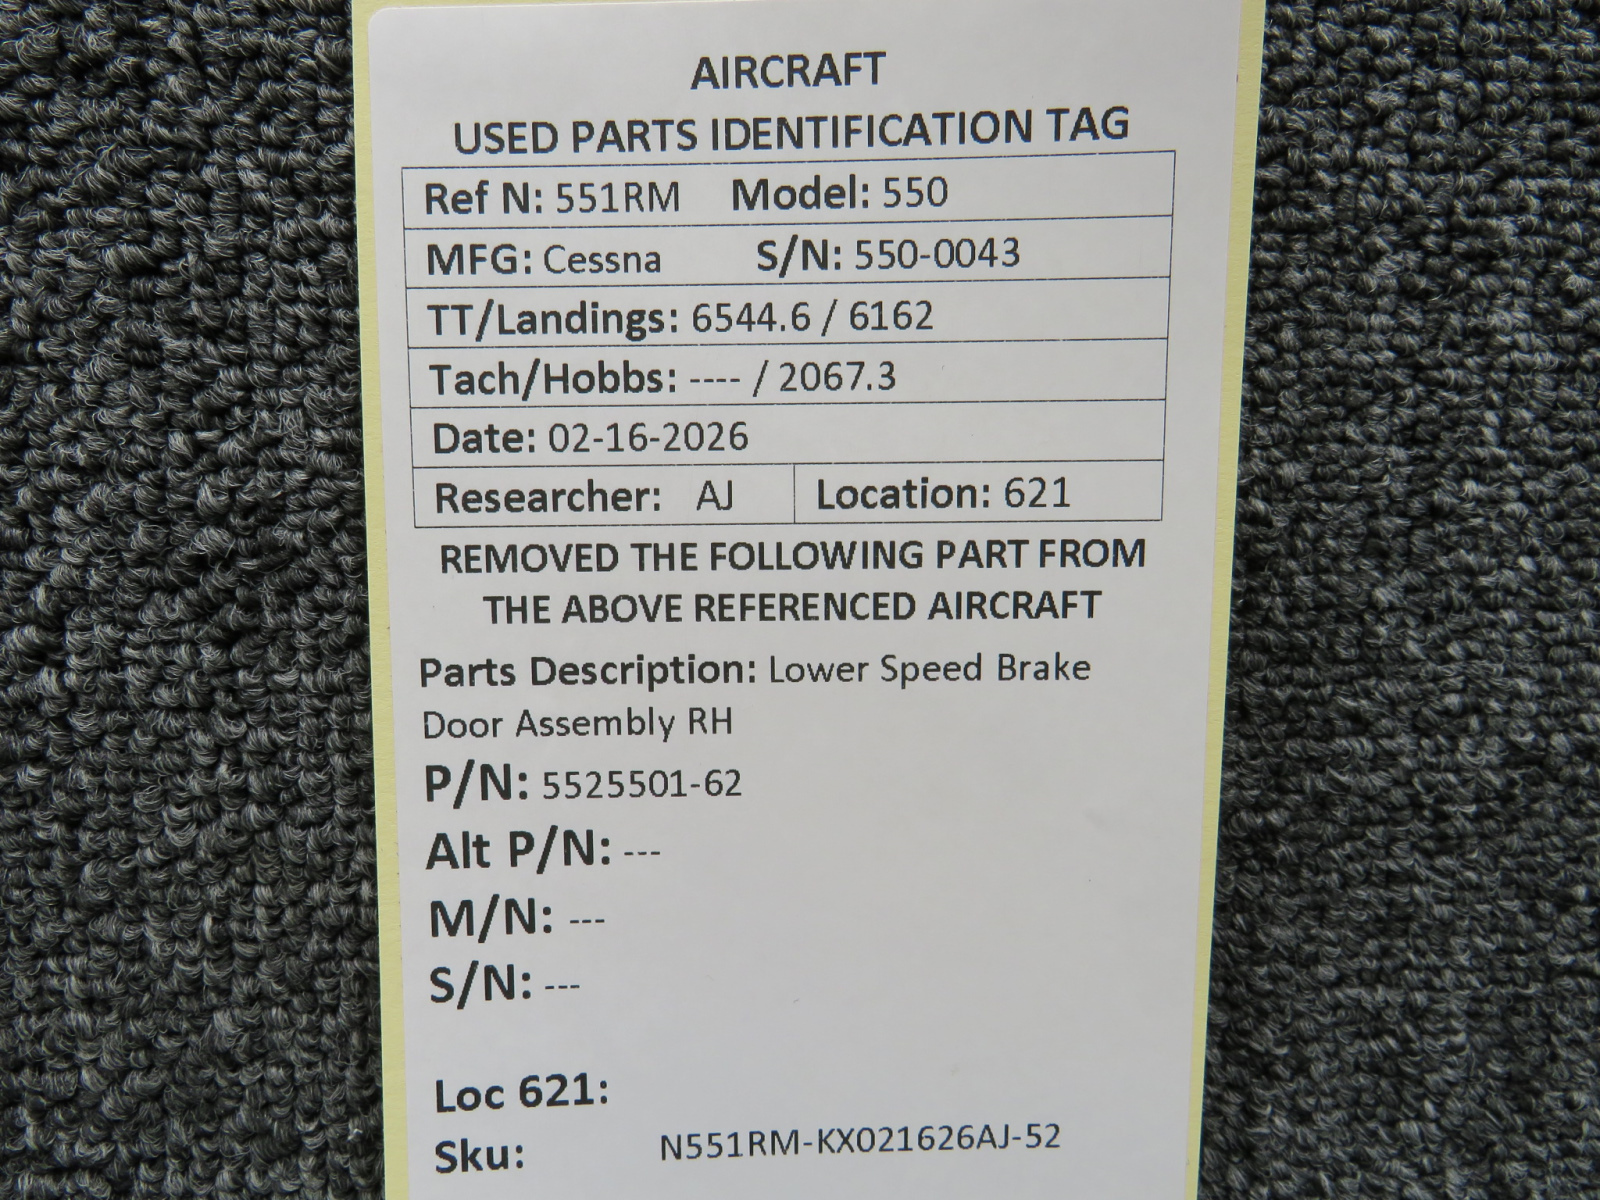 AIRCRAFT
USED PARTS IDENTIFICATION TAG
Ref N: 551RM Model: 550
MFG: Cessna S/N: 550-0043
TT/Landings: 6544.6 / 6162
Tach/Hobbs: ---- / 2067.3
Date: 02-16-2026
Researcher: AJ Location: 621
REMOVED THE FOLLOWING PART FROM
THE ABOVE REFERENCED AIRCRAFT
Parts Description: Lower Speed Brake
Door Assembly RH
P/N: 5525501-62
Alt P/N: ---
M/N: ---
S/N: ---
Loc 621:
Sku: N551RM-KX021626AJ-52